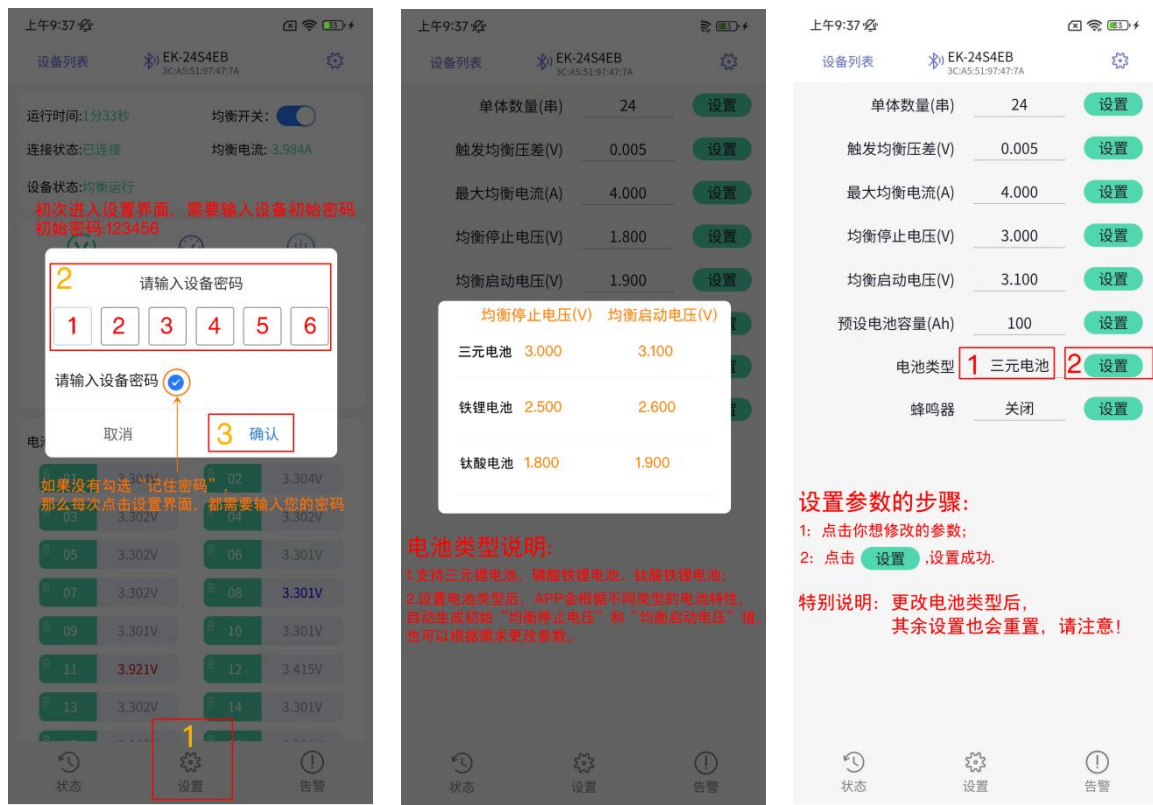 上午9:37
33
设备列表
EK-24S4EB
3C:A5:51:97:47:7A
运行时间:1分33秒
均衡开关:
连接状态:已连接
均衡电流:-3.984A
设备状态:均衡运行
初次进入设置界面，需要输入设备初始密码
初始密码:123456
2
请输入设备密码
1 2 3 4 5 6
请输入设备密码
取消
3 确认
如果没有勾选“记住密码”，
那么每次点击设置界面，都需要输入您的密码
02 3.304V
03 3.302V 04 3.302V
05 3.302V 06 3.301V
07 3.302V 08 3.301V
09 3.301V 10 3.301V
11 3.921V 12 3.415V
13 3.302V 14 3.301V
1
状态 设置 告警
上午9:37
设备列表
EK-24S4EB
3C:A5:51:97:47:7A
单体数量(串) 24 设置
触发均衡压差(V) 0.005 设置
最大均衡电流(A) 4.000 设置
均衡停止电压(V) 1.800 设置
均衡启动电压(V) 1.900 设置
均衡停止电压(V) 均衡启动电压(V)
三元电池 3.000 3.100
铁锂电池 2.500 2.600
钛酸电池 1.800 1.900
电池类型说明:
1.支持三元锂电池、磷酸铁锂电池、钛酸铁锂电池;
2.设置电池类型后，APP会根据不同类型的电池特性，
自动生成初始“均衡停止电压”和“均衡启动电压”值，
也可以根据需求更改参数。
状态 设置 告警
上午9:37
设备列表
EK-24S4EB
3C:A5:51:97:47:7A
单体数量(串) 24 设置
触发均衡压差(V) 0.005 设置
最大均衡电流(A) 4.000 设置
均衡停止电压(V) 3.000 设置
均衡启动电压(V) 3.100 设置
预设电池容量(Ah) 100 设置
电池类型 1 三元电池 2 设置
蜂鸣器 关闭 设置
设置参数的步骤:
1: 点击你想修改的参数;
2: 点击 设置 ,设置成功.
特别说明: 更改电池类型后,
其余设置也会重置, 请注意!
状态 设置 告警